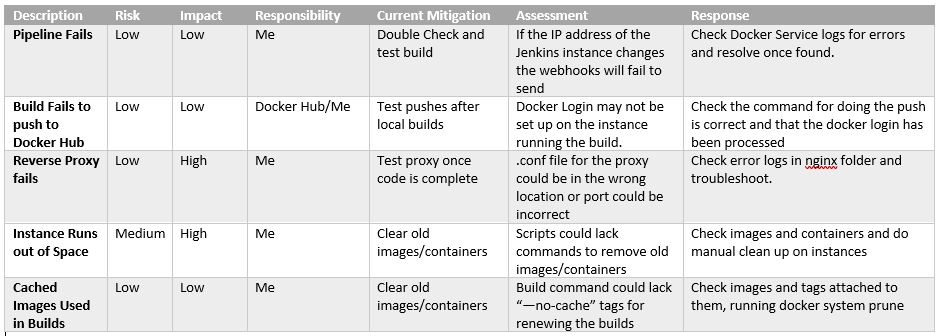 Description Risk Impact Responsibility Current Mitigation Assessment Response
Pipeline Fails Low Low Me Double Check and If the IP address of the Check Docker Service logs for errors
test build Jenkins instance changes and resolve once found.
the webhooks will fail to
send
Build Fails to Low Low Docker Hub/Me Test pushes after Docker Login may not be Check the command for doing the push
push to local builds set up on the instance is correct and that the docker login has
Docker Hub running the build. been processed
Reverse Proxy Low High Me Test proxy once .conf file for the proxy Check error logs in nginx folder and
fails code is complete could be in the wrong troubleshoot.
location or port could be
incorrect
Instance Runs Medium High Me Clear old Scripts could lack Check images and containers and do
out of Space images/containers commands to remove old manual clean up on instances
images/containers
Cached Low Low Me Clear old Build command could lack Check images and tags attached to
Images Used images/containers “—no-cache” tags for them, running docker system prune
in Builds renewing the builds